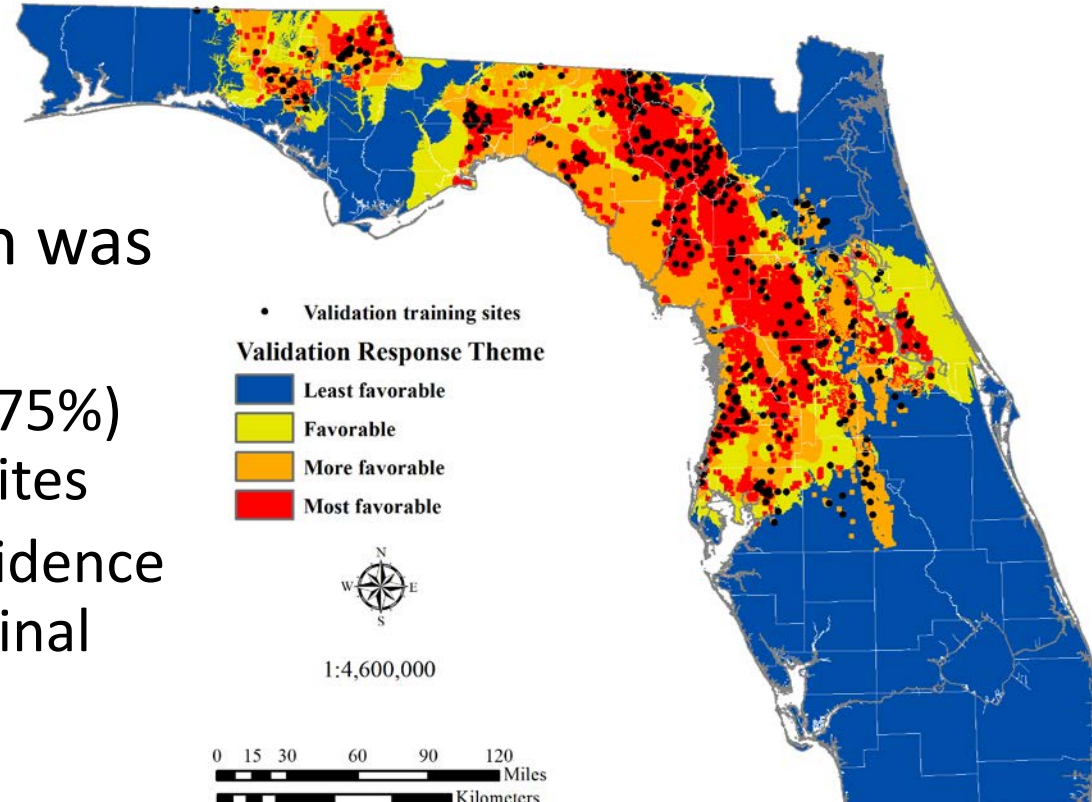 n was
75%)
ites
idence
inal
Validation training sites
Validation Response Theme
Least favorable
Favorable
More favorable
Most favorable
N
W E
S
1:4,600,000
0 15 30 60 90 120
Miles
Kilometers